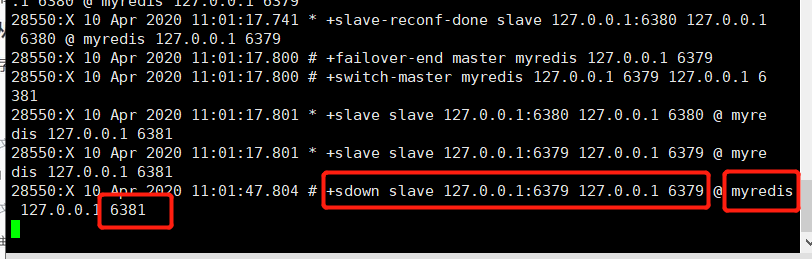 .1 6380 @ myredis 127.0.0.1 6379
28550:X 10 Apr 2020 11:01:17.741 * +slave-reconf-done slave 127.0.0.1:6380 127.0.0.1
 6380 @ myredis 127.0.0.1 6379
28550:X 10 Apr 2020 11:01:17.800 # +failover-end master myredis 127.0.0.1 6379
28550:X 10 Apr 2020 11:01:17.800 # +switch-master myredis 127.0.0.1 6379 127.0.0.1 6
381
28550:X 10 Apr 2020 11:01:17.801 * +slave slave 127.0.0.1:6380 127.0.0.1 6380 @ myre
dis 127.0.0.1 6381
28550:X 10 Apr 2020 11:01:17.801 * +slave slave 127.0.0.1:6379 127.0.0.1 6379 @ myre
dis 127.0.0.1 6381
28550:X 10 Apr 2020 11:01:47.804 # +sdown slave 127.0.0.1:6379 127.0.0.1 6379 @ myredis
 127.0.0.1 6381